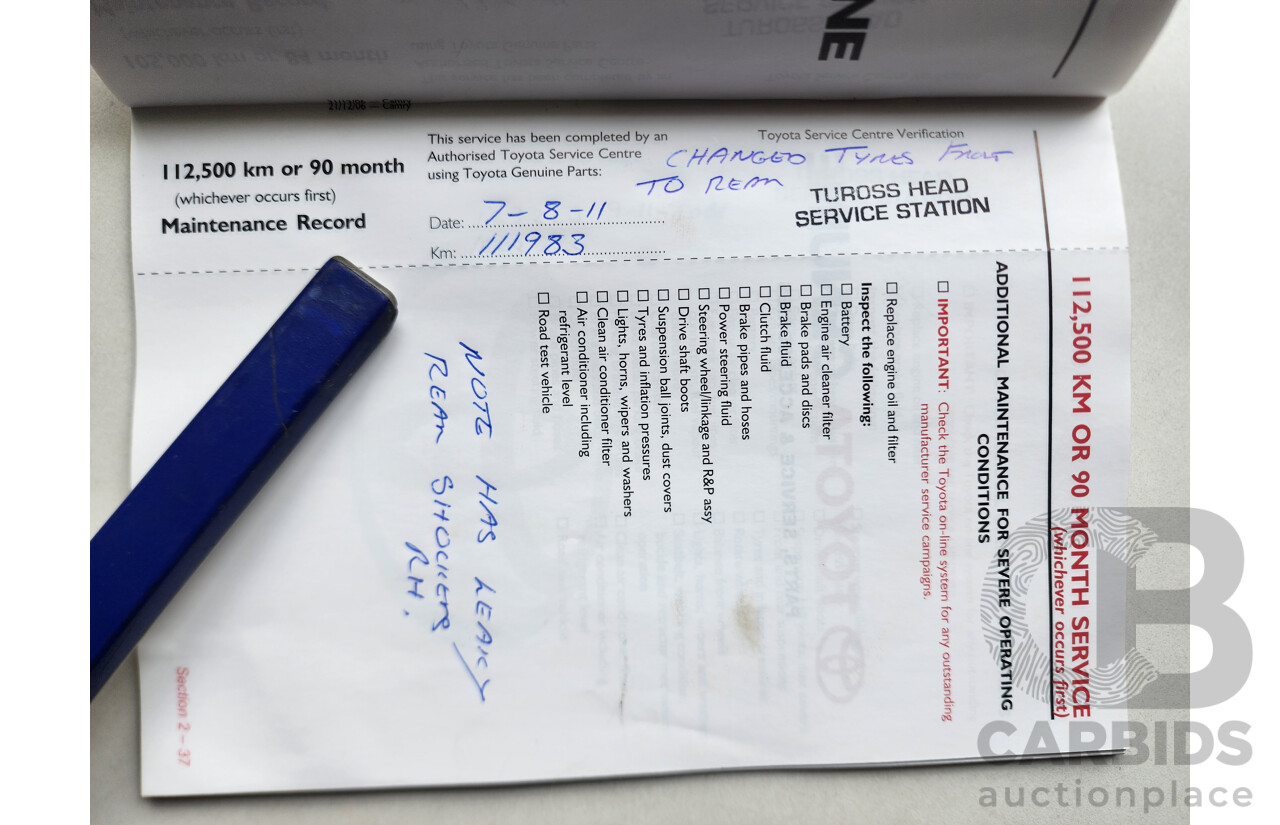 NE
21/12/06 — Camry
112,500 km or 90 month
(whichever occurs first)
Maintenance Record
This service has been completed by an
Authorised Toyota Service Centre
using Toyota Genuine Parts:
Date: 7-8-11
Km: 111983
Toyota Service Centre Verification
CHANGED TYRES FRONT
TO REAR
TUROSS HEAD
SERVICE STATION
112,500 KM OR 90 MONTH SERVICE
(whichever occurs first)
ADDITIONAL MAINTENANCE FOR SEVERE OPERATING
CONDITIONS
☐ IMPORTANT: Check the Toyota on-line system for any outstanding
manufacturer service campaigns.
☐ Replace engine oil and filter
Inspect the following:
☐ Battery
☐ Engine air cleaner filter
☐ Brake pads and discs
☐ Brake fluid
☐ Clutch fluid
☐ Brake pipes and hoses
☐ Power steering fluid
☐ Steering wheel/linkage and R&P assy
☐ Drive shaft boots
☐ Suspension ball joints, dust covers
☐ Tyres and inflation pressures
☐ Lights, horns, wipers and washers
☐ Clean air conditioner filter
☐ Air conditioner including
refrigerant level
☐ Road test vehicle
NOTE HAS LEAKY
REAR SHOCKERS
RH.
Section 2 – 37
CB
CARBIDS
auctionplace